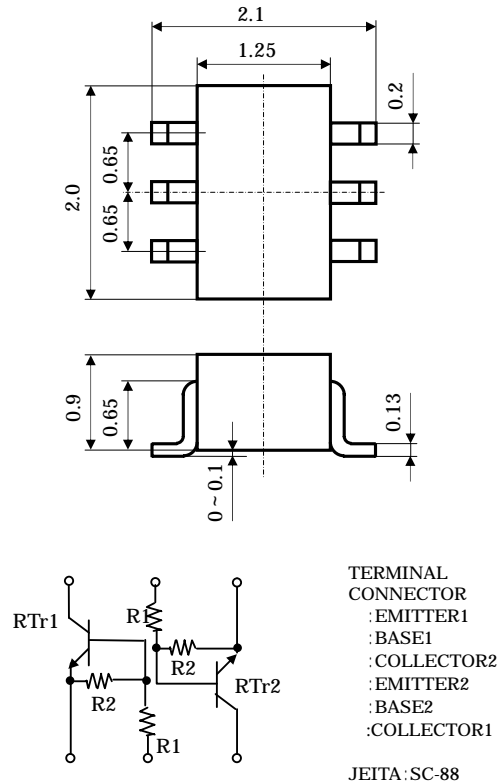 2.1
1.25
0.2
0.65
2.0
0.65
0.9
0.65
0.13
0~0.1
RTr1
R1
R2
R2
RTr2
R1
TERMINAL
CONNECTOR
:EMITTER1
:BASE1
:COLLECTOR2
:EMITTER2
:BASE2
:COLLECTOR1
JEITA:SC-88